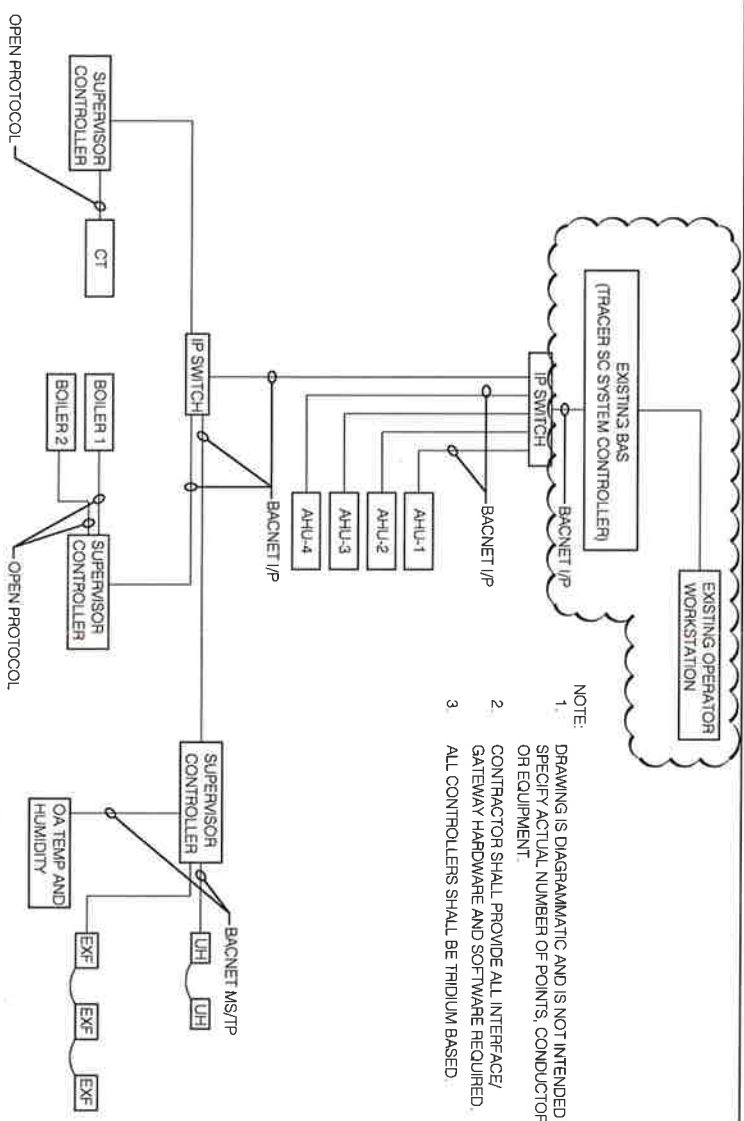 EXISTING OPERATOR
WORKSTATION
EXISTING BAS
(TRACER SC SYSTEM CONTROLLER)
BACNET I/P
IP SWITCH
BACNET I/P
AHU-1
AHU-2
AHU-3
AHU-4
BACNET I/P
IP SWITCH
SUPERVISOR
CONTROLLER
CT
OPEN PROTOCOL
BOILER 1
BOILER 2
SUPERVISOR
CONTROLLER
OPEN PROTOCOL
SUPERVISOR
CONTROLLER
BACNET MS/TP
UH
UH
OA TEMP AND
HUMIDITY
EXF
EXF
EXF
NOTE:
1. DRAWING IS DIAGRAMMATIC AND IS NOT INTENDED
SPECIFY ACTUAL NUMBER OF POINTS, CONDUCTOR
OR EQUIPMENT.
2. CONTRACTOR SHALL PROVIDE ALL INTERFACE/
GATEWAY HARDWARE AND SOFTWARE REQUIRED.
3. ALL CONTROLLERS SHALL BE TRIDIUM BASED.